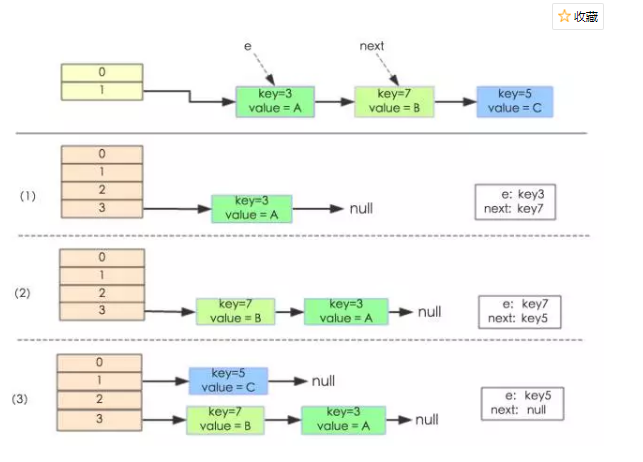 收藏
e
next
0
1
key=3
value = A
key=7
value = B
key=5
value = C
(1)
0
1
2
3
key=3
value = A
null
e: key3
next: key7
(2)
0
1
2
3
key=7
value = B
key=3
value = A
null
e: key7
next: key5
(3)
0
1
2
3
key=5
value = C
null
key=7
value = B
key=3
value = A
null
e: key5
next: null